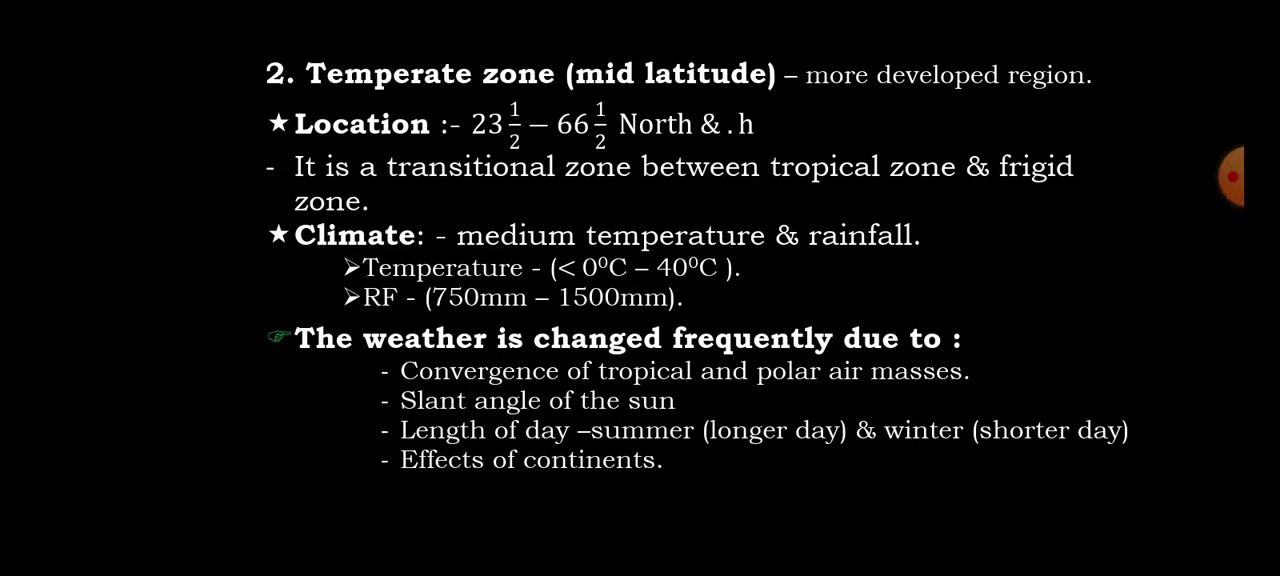 2. Temperate zone (mid latitude) – more developed region.
★ Location :- 23 1/2 – 66 1/2 North & .h
- It is a transitional zone between tropical zone & frigid
zone.
★ Climate: - medium temperature & rainfall.
➢Temperature - (< 0⁰C – 40⁰C ).
➢RF - (750mm – 1500mm).
☞ The weather is changed frequently due to :
- Convergence of tropical and polar air masses.
- Slant angle of the sun
- Length of day –summer (longer day) & winter (shorter day)
- Effects of continents.